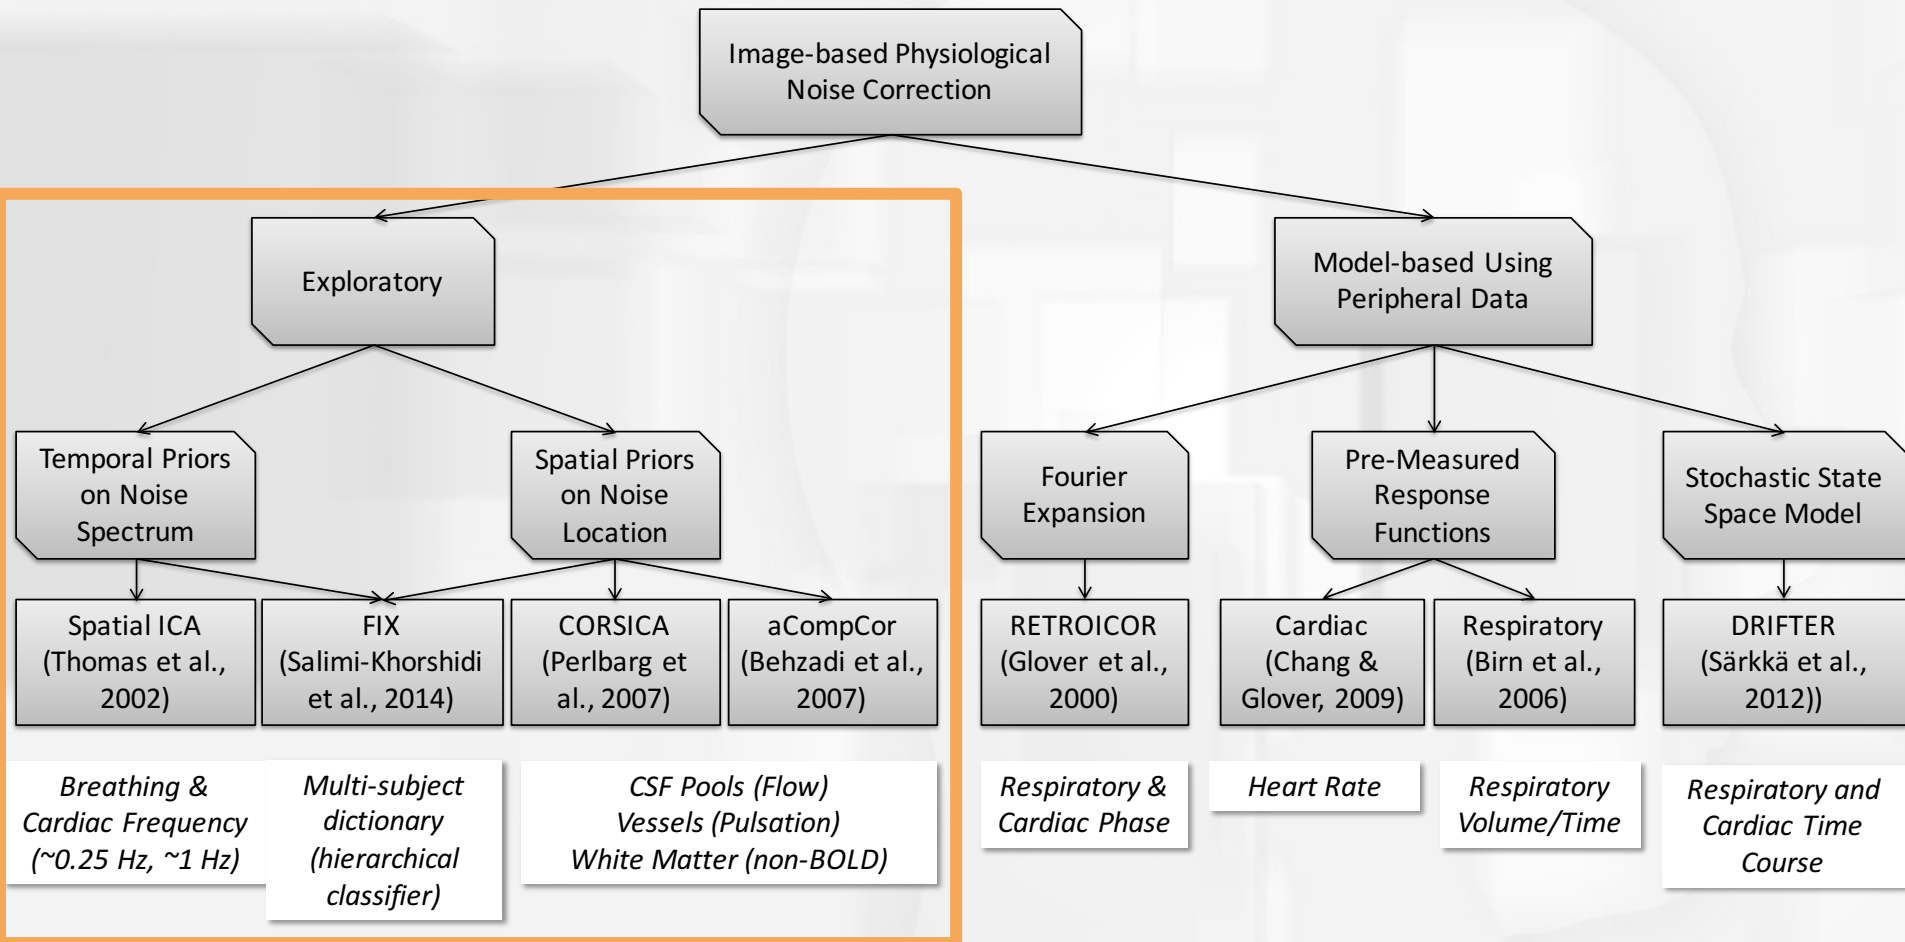 Image-based Physiological
Noise Correction
Exploratory
Model-based Using
Peripheral Data
Temporal Priors
on Noise
Spectrum
Spatial Priors
on Noise
Location
Fourier
Expansion
Pre-Measured
Response
Functions
Stochastic State
Space Model
Spatial ICA
(Thomas et al.,
2002)
FIX
(Salimi-Khorshidi
et al., 2014)
CORSICA
(Perlbarg et
al., 2007)
aCompCor
(Behzadi et al.,
2007)
RETROICOR
(Glover et al.,
2000)
Cardiac
(Chang &
Glover, 2009)
Respiratory
(Birn et al.,
2006)
DRIFTER
(Särkkä et al.,
2012))
Breathing &
Cardiac Frequency
(~0.25 Hz, ~1 Hz)
Multi-subject
dictionary
(hierarchical
classifier)
CSF Pools (Flow)
Vessels (Pulsation)
White Matter (non-BOLD)
Respiratory &
Cardiac Phase
Heart Rate
Respiratory
Volume/Time
Respiratory and
Cardiac Time
Course